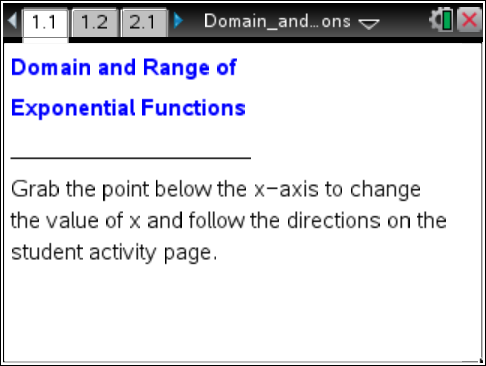 1.1 1.2 2.1 Domain_and…ons
Domain and Range of
Exponential Functions
Grab the point below the x-axis to change
the value of x and follow the directions on the
student activity page.